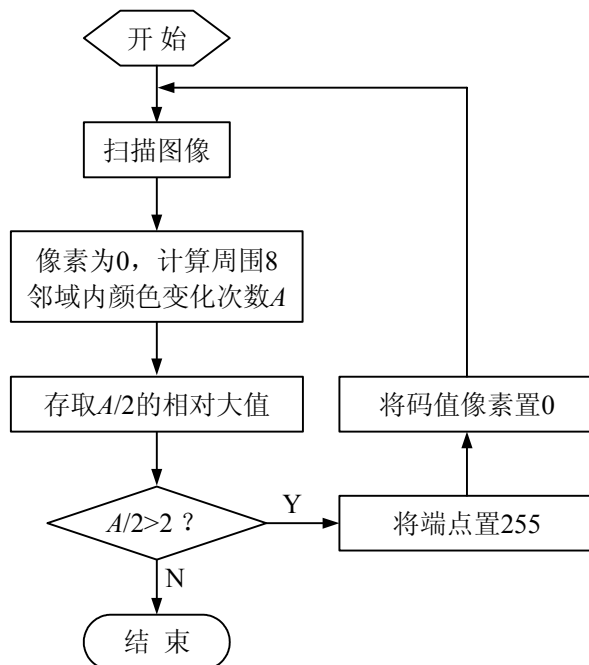 开 始
扫描图像
像素为0，计算周围8
邻域内颜色变化次数A
存取A/2的相对大值
将码值像素置0
A/2>2？
Y
将端点置255
N
结 束